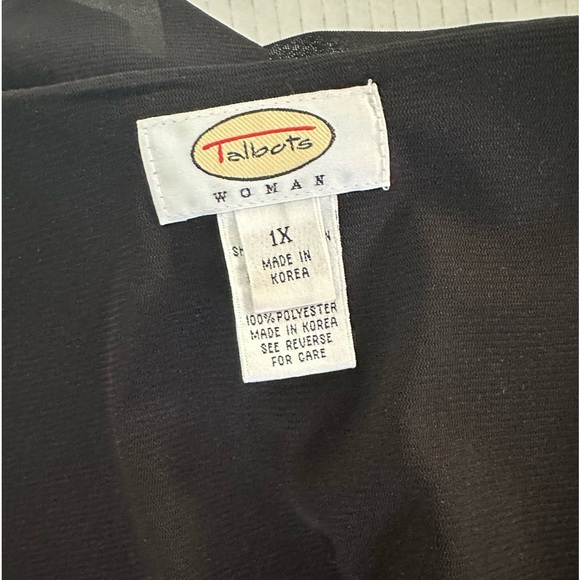 Talbots
WOMAN
1X
MADE IN
KOREA
100% POLYESTER
MADE IN KOREA
SEE REVERSE
FOR CARE